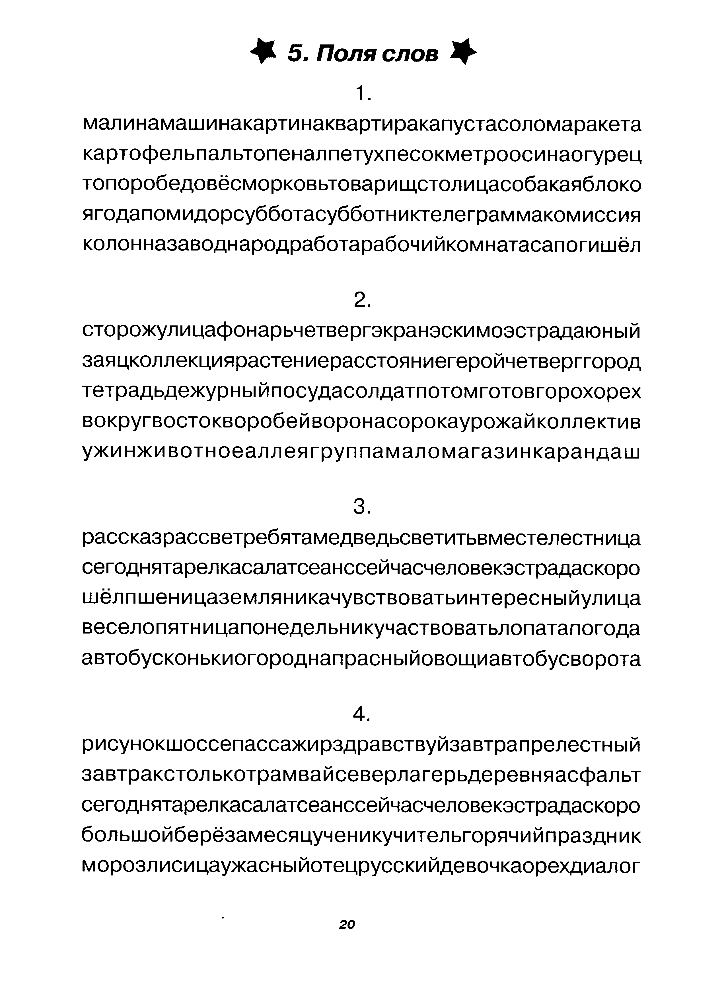 5. Поля слов
1.
малинамашинакартинаквартиракапустасоломаракета
картофельпальтопеналпетухпесокметроосинаогурец
топоробедовёсморковьтоварищстолицасобакаяблоко
ягодапомидорсубботасубботниктелеграммакомиссия
колонназаводнародработарабочийкомнатасапогишёл
2.
сторожулицафонарьчетвергэкранэскимоэстрадаюный
заяцколлекциярастениерасстояниегеройчетверггород
тетрадьдежурныйпосудасолдатпотомготовгорохорех
вокругвостокворобейворонасорокаурожайколлектив
ужинживотноеаллеягруппамаломагазинкарандаш
3.
рассказрассветребятамедведьсветитьвместелестница
сегоднятарелкасалатсеанссейчасчеловекэстрадаскоро
шёлпшеницаземляникачувствоватьинтересныйулица
веселопятницапонедельникучаствоватьлопатапогода
автобусконькиогороднапрасныйовощиавтобусворота
4.
рисунокшоссепассажирздравствуйзавтрапрелестный
завтракстолькотрамвайсеверлагерьдеревняасфальт
сегоднятарелкасалатсеанссейчасчеловекэстрадаскоро
большойберёзамесяцученикучительгорячийпраздник
морозлисицаужасныйотецрусскийдевочкаорехдиалог
20